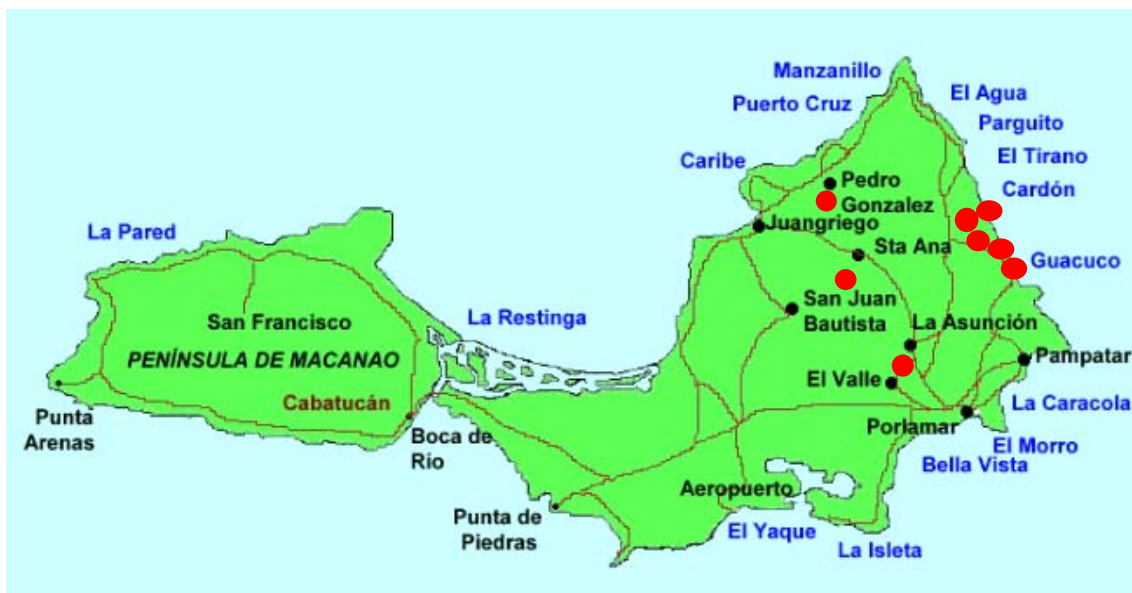 Manzanillo
Puerto Cruz
El Agua
Parguito
El Tirano
Cardón
Caribe
Pedro
Gonzalez
Juangriego
Sta Ana
La Pared
Guacuco
San Juan
Bautista
La Restinga
San Francisco
La Asunción
PENÍNSULA DE MACANAO
Pampatar
El Valle
Cabatucán
La Caracola
Punta
Arenas
Boca de
Río
Porlamar
El Morro
Bella Vista
Aeropuerto
Punta de
Piedras
El Yaque
La Isleta